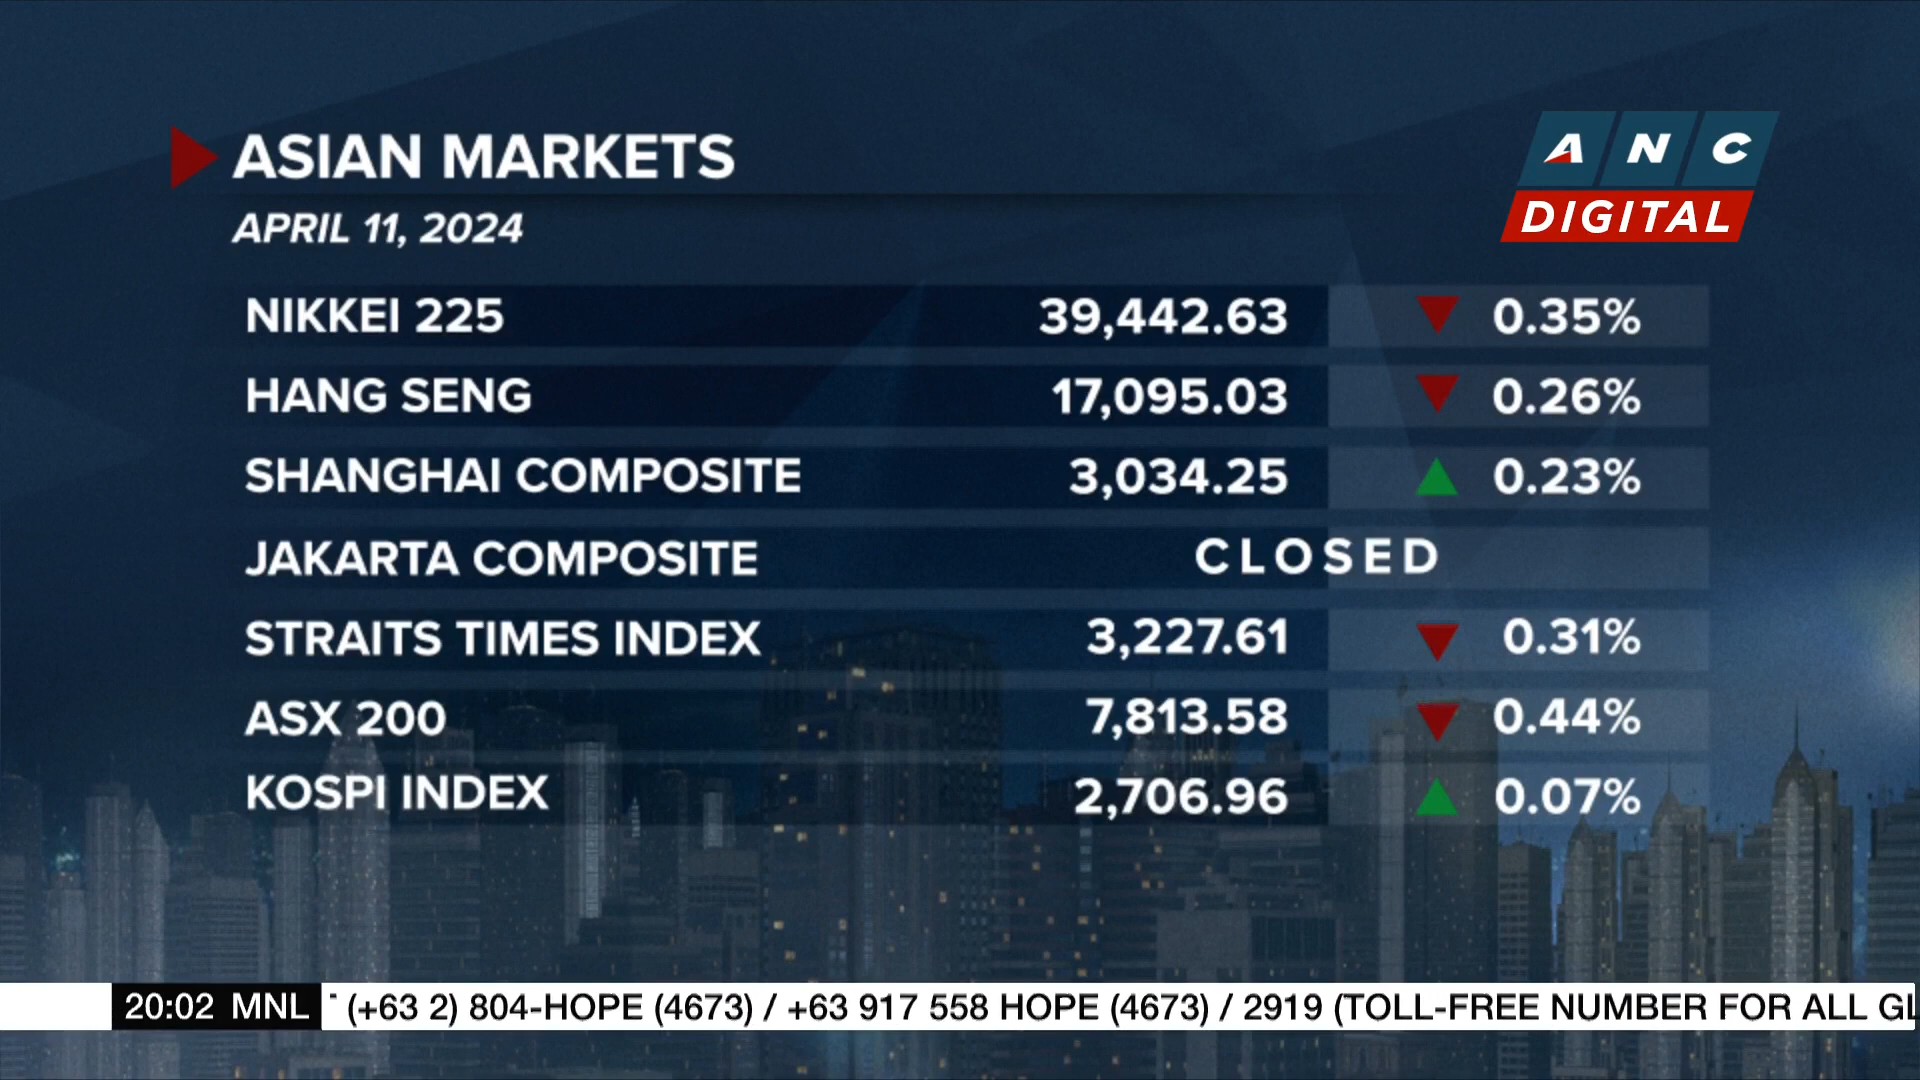 ASIAN MARKETS
APRIL 11, 2024
A N C
DIGITAL
NIKKEI 225 39,442.63 0.35%
HANG SENG 17,095.03 0.26%
SHANGHAI COMPOSITE 3,034.25 0.23%
JAKARTA COMPOSITE CLOSED
STRAITS TIMES INDEX 3,227.61 0.31%
ASX 200 7,813.58 0.44%
KOSPI INDEX 2,706.96 0.07%
20:02 MNL (+63 2) 804-HOPE (4673) / +63 917 558 HOPE (4673) / 2919 (TOLL-FREE NUMBER FOR ALL GL